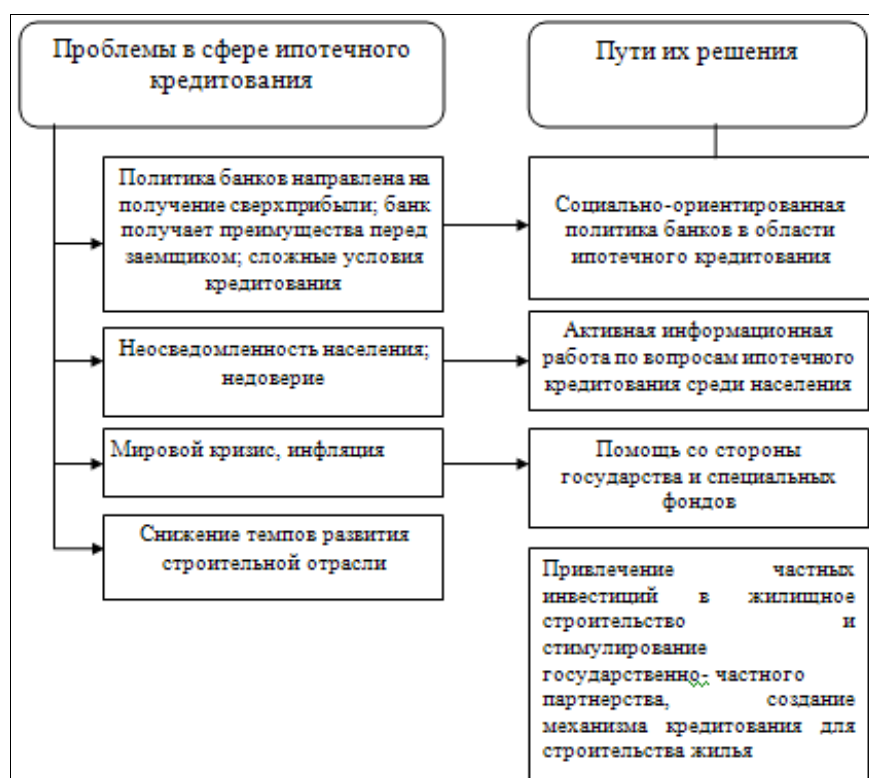 Проблемы в сфере ипотечного
кредитования
Пути их решения
Политика банков направлена на
получение сверхприбыли; банк
получает преимущества перед
заемщиком; сложные условия
кредитования
Социально-ориентированная
политика банков в области
ипотечного кредитования
Неосведомленность населения;
недоверие
Активная информационная
работа по вопросам ипотечного
кредитования среди населения
Мировой кризис, инфляция
Помощь со стороны
государства и специальных
фондов
Снижение темпов развития
строительной отрасли
Привлечение частных
инвестиций в жилищное
строительство и
стимулирование
государственно- частного
партнерства, создание
механизма кредитования для
строительства жилья